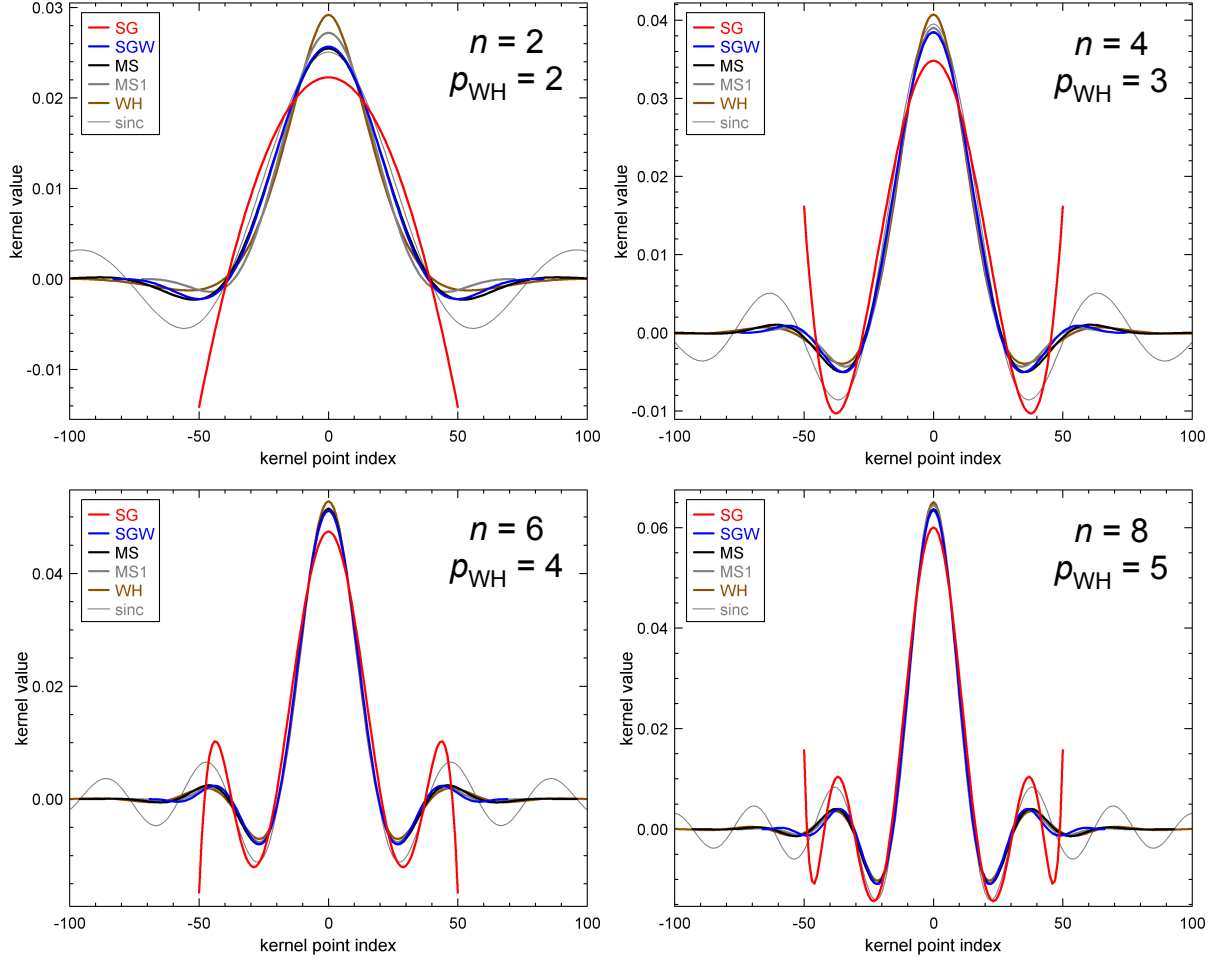 0.03
0.02
0.01
0.00
-0.01
kernel value
SG
SGW
MS
MS1
WH
sinc
n = 2
pWH = 2
-100
-50
0
50
100
kernel point index
0.04
0.03
0.02
0.01
0.00
-0.01
kernel value
SG
SGW
MS
MS1
WH
sinc
n = 4
pWH = 3
-100
-50
0
50
100
kernel point index
0.04
0.02
0.00
kernel value
SG
SGW
MS
MS1
WH
sinc
n = 6
pWH = 4
-100
-50
0
50
100
kernel point index
0.06
0.04
0.02
0.00
kernel value
SG
SGW
MS
MS1
WH
sinc
n = 8
pWH = 5
-100
-50
0
50
100
kernel point index